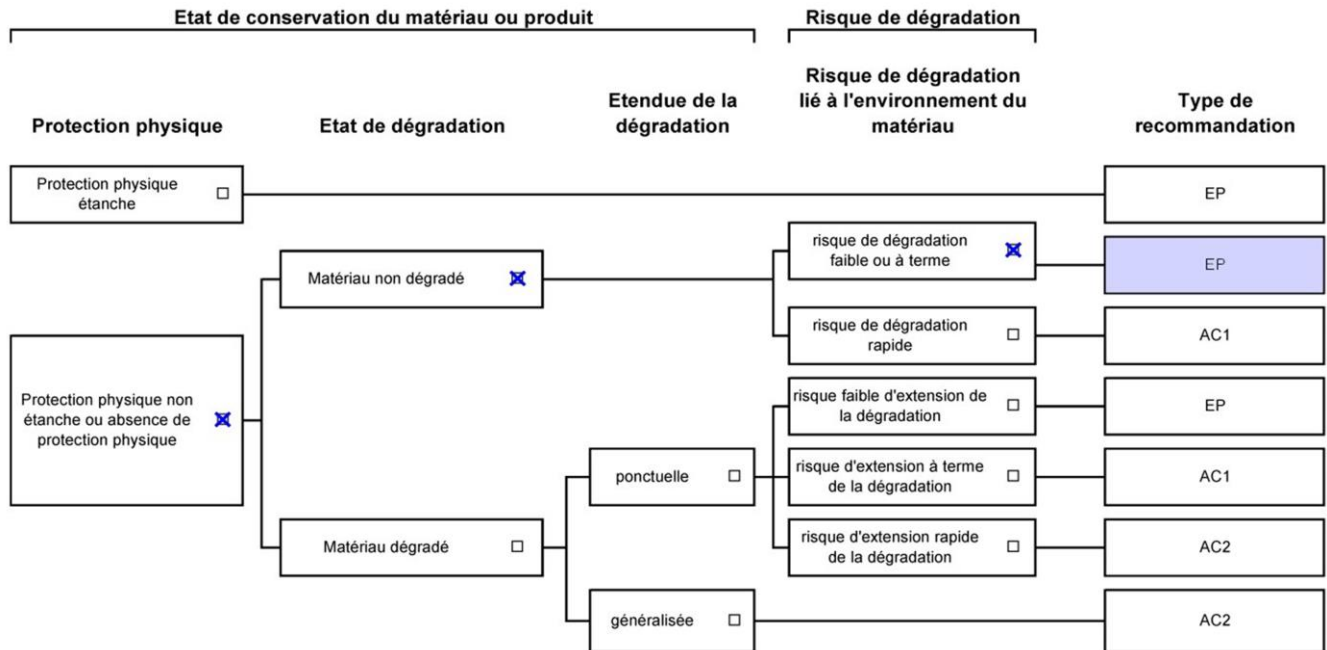 Etat de conservation du matériau ou produit
Risque de dégradation
Protection physique
Etat de dégradation
Etendue de la
dégradation
Risque de dégradation
lié à l'environnement du
matériau
Type de
recommandation
Protection physique
étanche
EP
Protection physique non
étanche ou absence de
protection physique
Matériau non dégradé
risque de dégradation
faible ou à terme
EP
risque de dégradation
rapide
AC1
Matériau dégradé
ponctuelle
risque faible d'extension de
la dégradation
EP
risque d'extension à terme
de la dégradation
AC1
risque d'extension rapide
de la dégradation
AC2
généralisée
AC2